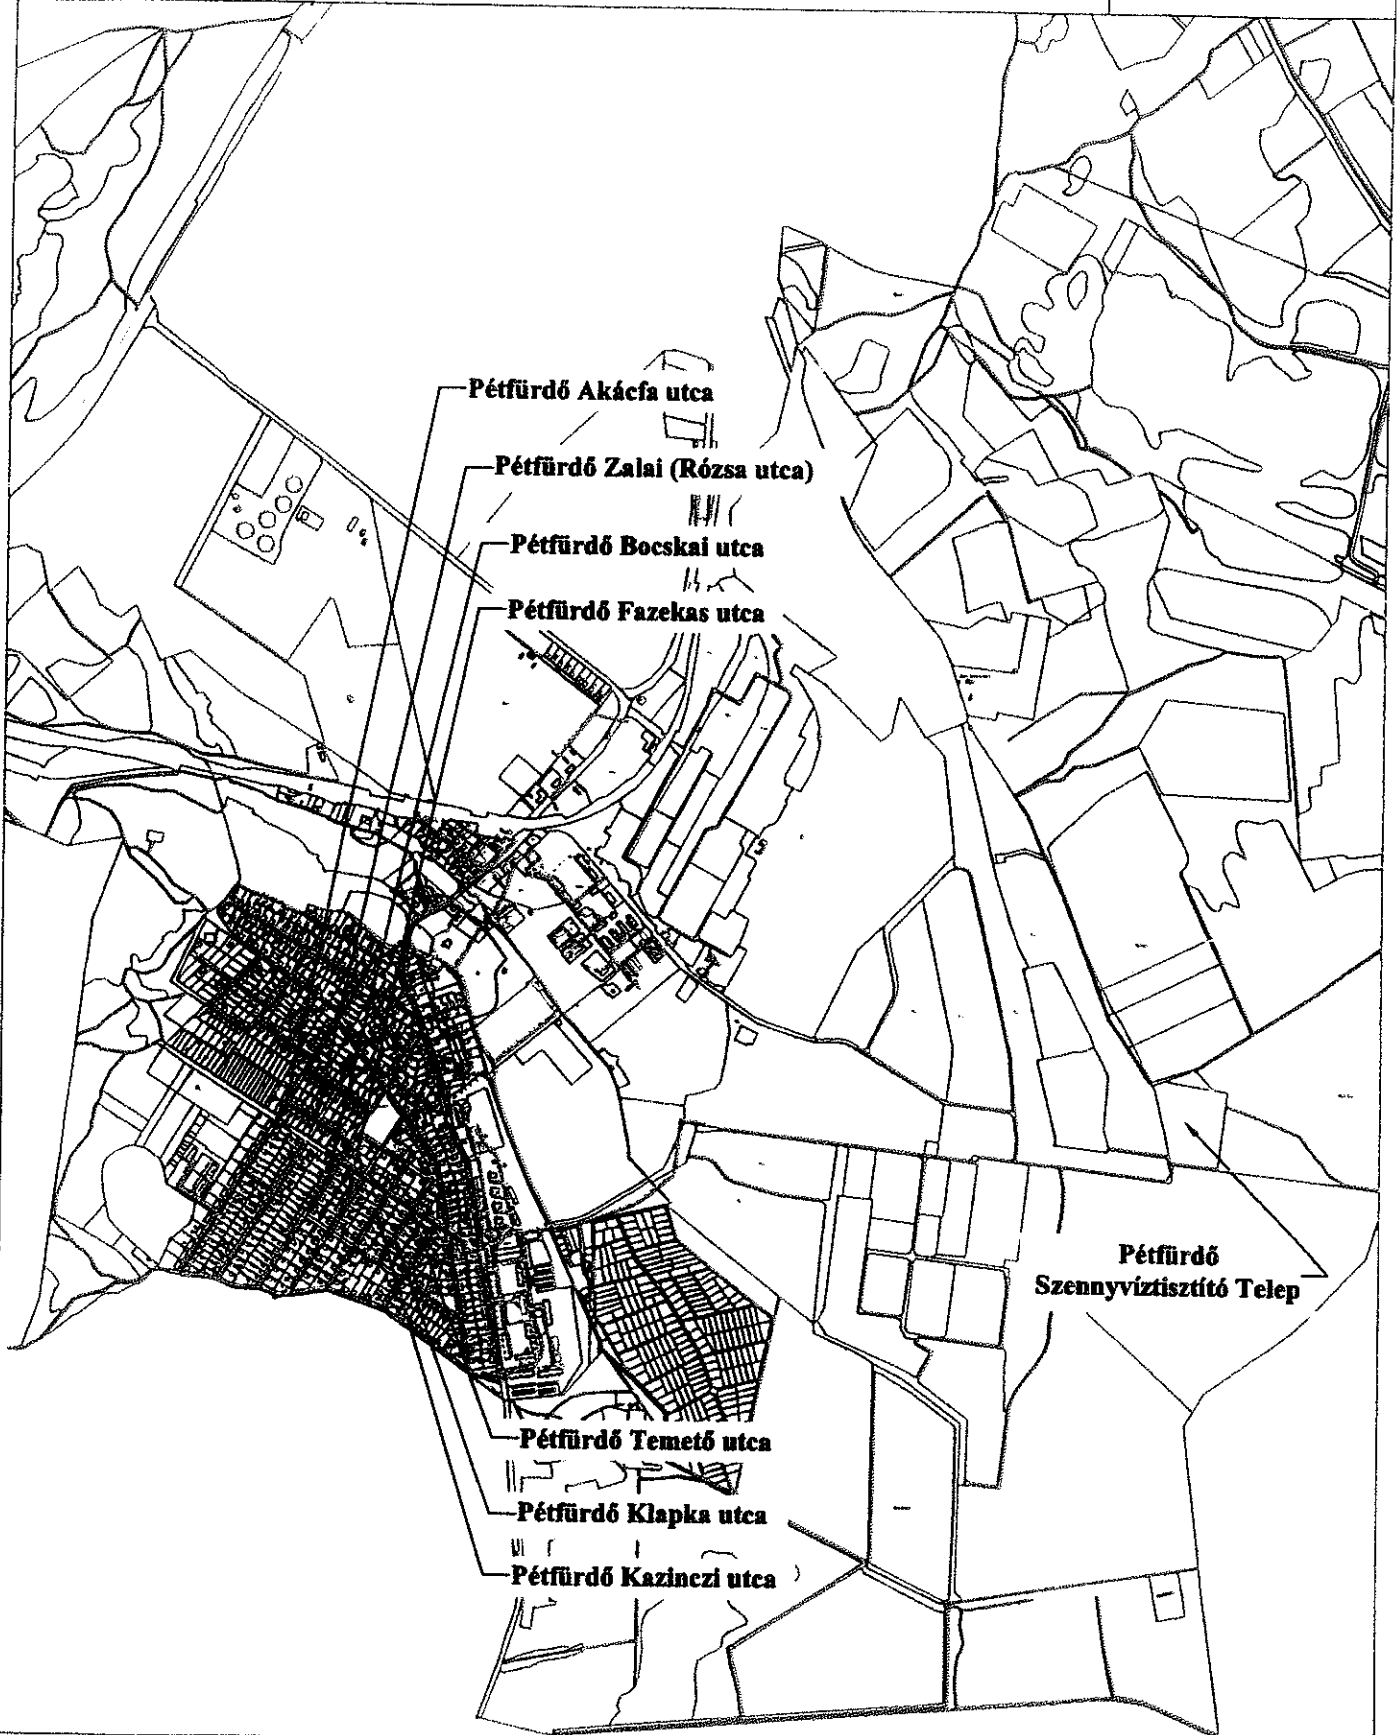 Pétfürdő Akácfa utca
Pétfürdő Zalai (Rózsa utca)
Pétfürdő Bocskai utca
Pétfürdő Fazekas utca
Pétfürdő
Szennyvíztisztító Telep
Pétfürdő Temető utca
Pétfürdő Klapka utca
Pétfürdő Kazinczi utca